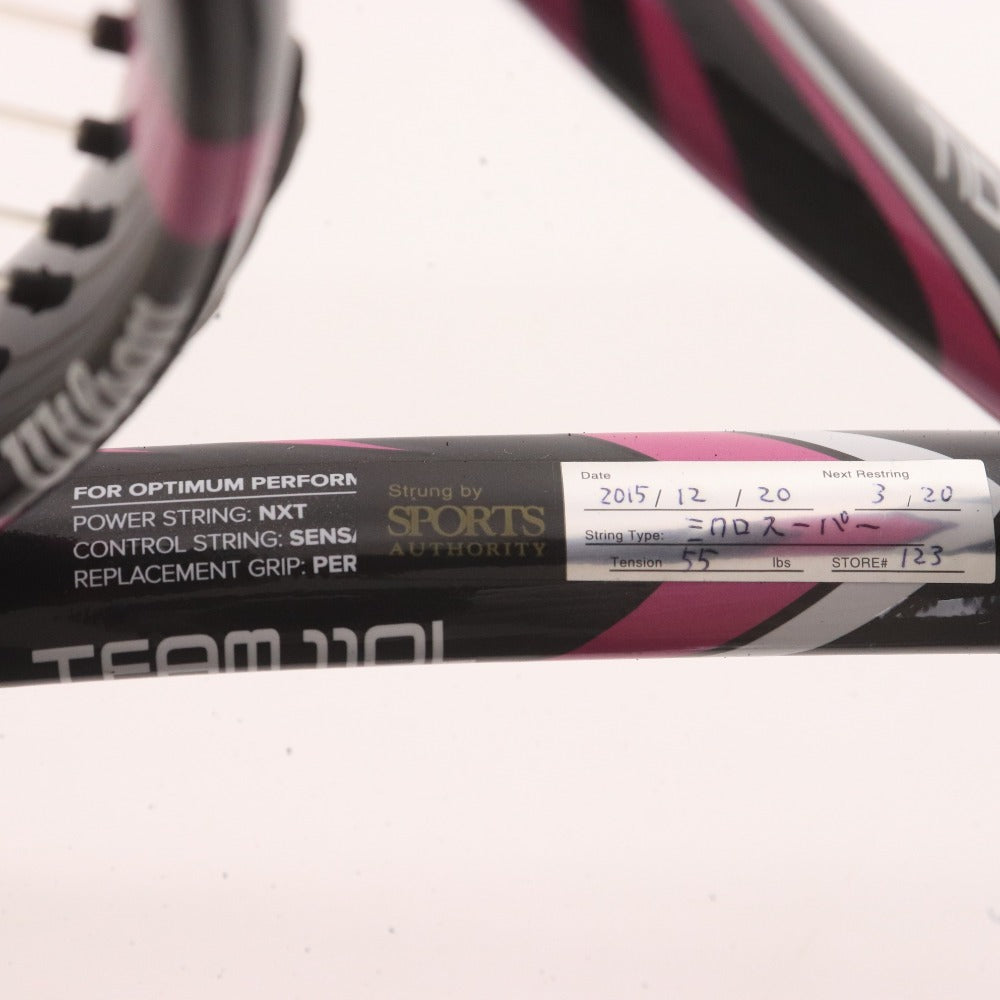 Wilson
FOR OPTIMUM PERFORM
POWER STRING: NXT
CONTROL STRING: SENS
REPLACEMENT GRIP: PER
TEAM 110L
Strung by
SPORTS
AUTHORITY
Date Next Restring
2015 / 12 / 20 3 , 20
String Type: ミクロスーパー
Tension 55 lbs STORE# 123